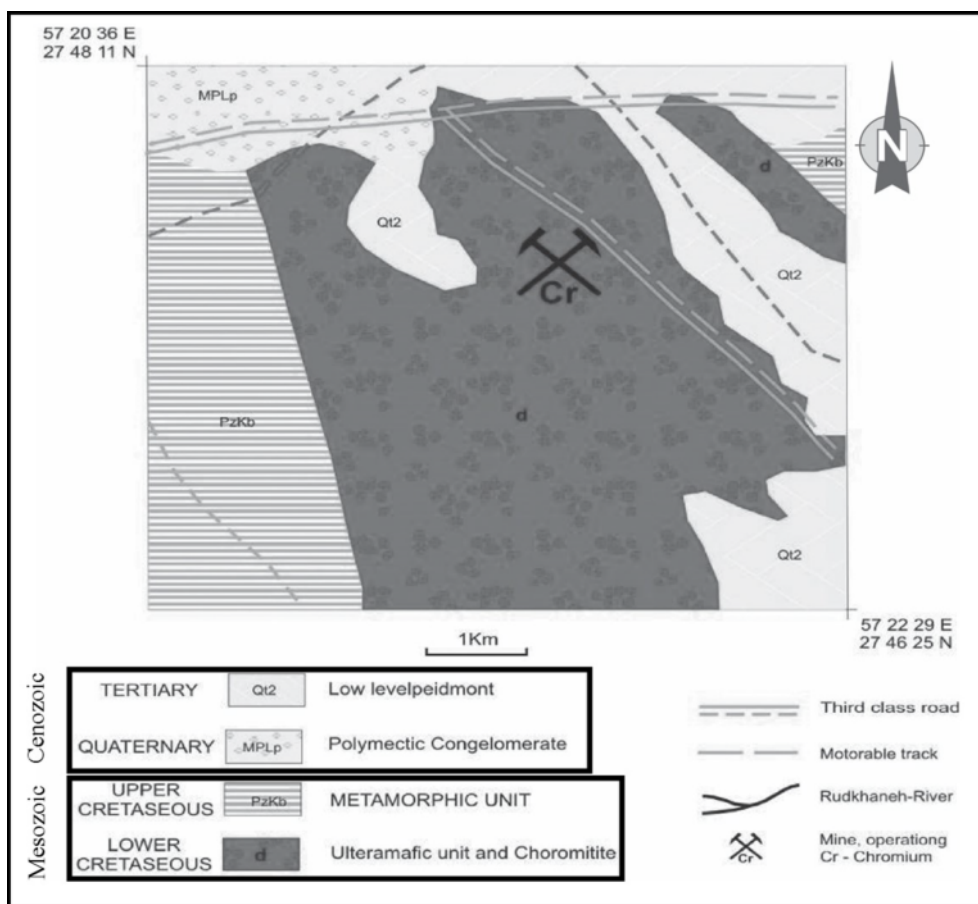 57 20 36 E
27 48 11 N
MPLp
N
PzKb
d
Qt2
Qt2
Cr
d
PzKb
Qt2
57 22 29 E
27 46 25 N
1Km
Cenozoic
TERTIARY Qt2 Low levelpeidmont
QUATERNARY MPLp Polymectic Congelomerate
Mesozoic
UPPER
CRETASEOUS PzKb METAMORPHIC UNIT
LOWER
CRETASEOUS d Ulteramafic unit and Choromitite
Third class road
Motorable track
Rudkhaneh-River
Cr
Mine, operationg
Cr - Chromium